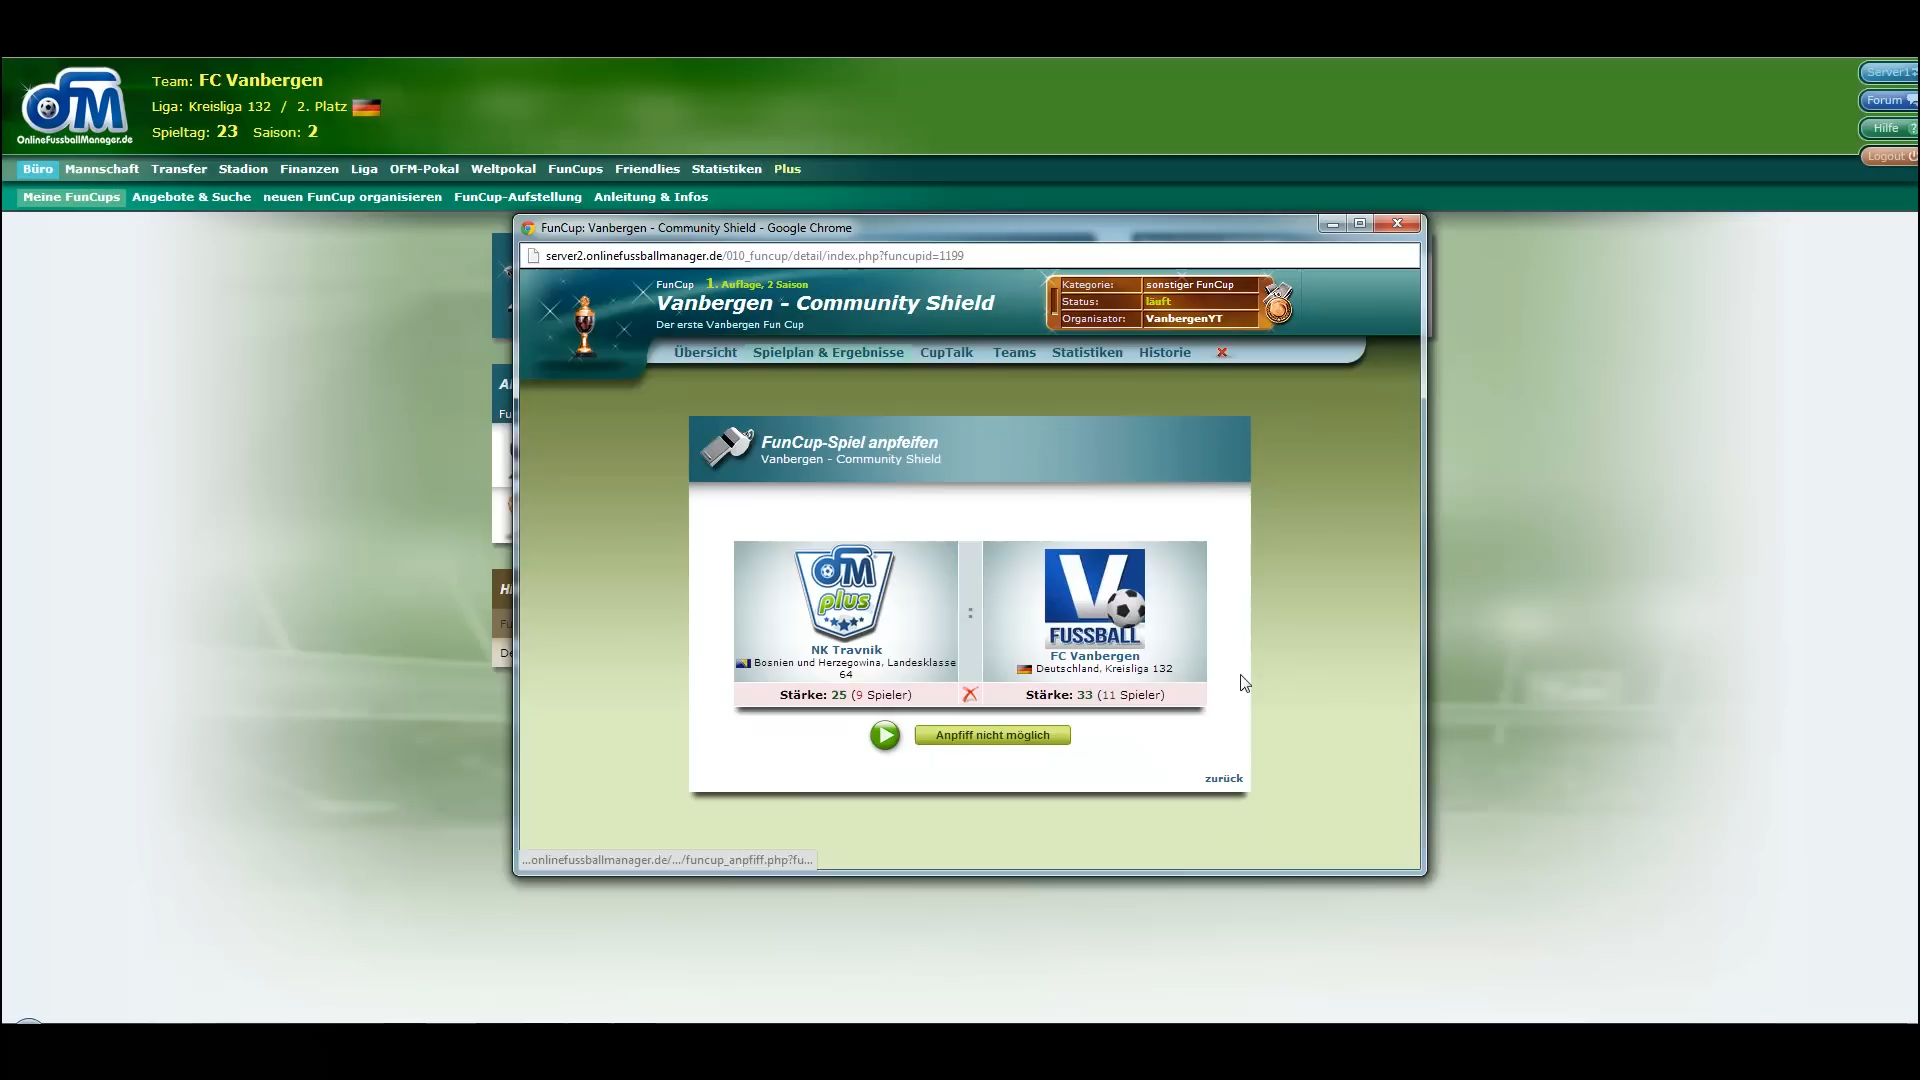 OFM
OnlineFussballManager.de
Team: FC Vanbergen
Liga: Kreisliga 132 / 2. Platz
Spieltag: 23 Saison: 2
Server1
Forum
Hilfe
Logout
Büro Mannschaft Transfer Stadion Finanzen Liga OFM-Pokal Weltpokal FunCups Friendlies Statistiken Plus
Meine FunCups Angebote & Suche neuen FunCup organisieren FunCup-Aufstellung Anleitung & Infos
FunCup: Vanbergen - Community Shield - Google Chrome
server2.onlinefussballmanager.de/010_funcup/detail/index.php?funcupid=1199
FunCup 1. Auflage, 2 Saison
Vanbergen - Community Shield
Der erste Vanbergen Fun Cup
Kategorie: sonstiger FunCup
Status: läuft
Organisator: VanbergenYT
Übersicht Spielplan & Ergebnisse CupTalk Teams Statistiken Historie
FunCup-Spiel anpfeifen
Vanbergen - Community Shield
OFM
plus
NK Travnik
Bosnien und Herzegowina, Landesklasse
64
Stärke: 25 (9 Spieler)
:
V
FUSSBALL
FC Vanbergen
Deutschland, Kreisliga 132
Stärke: 33 (11 Spieler)
Anpfiff nicht möglich
zurück
...onlinefussballmanager.de/.../funcup_anpfiff.php?fu...